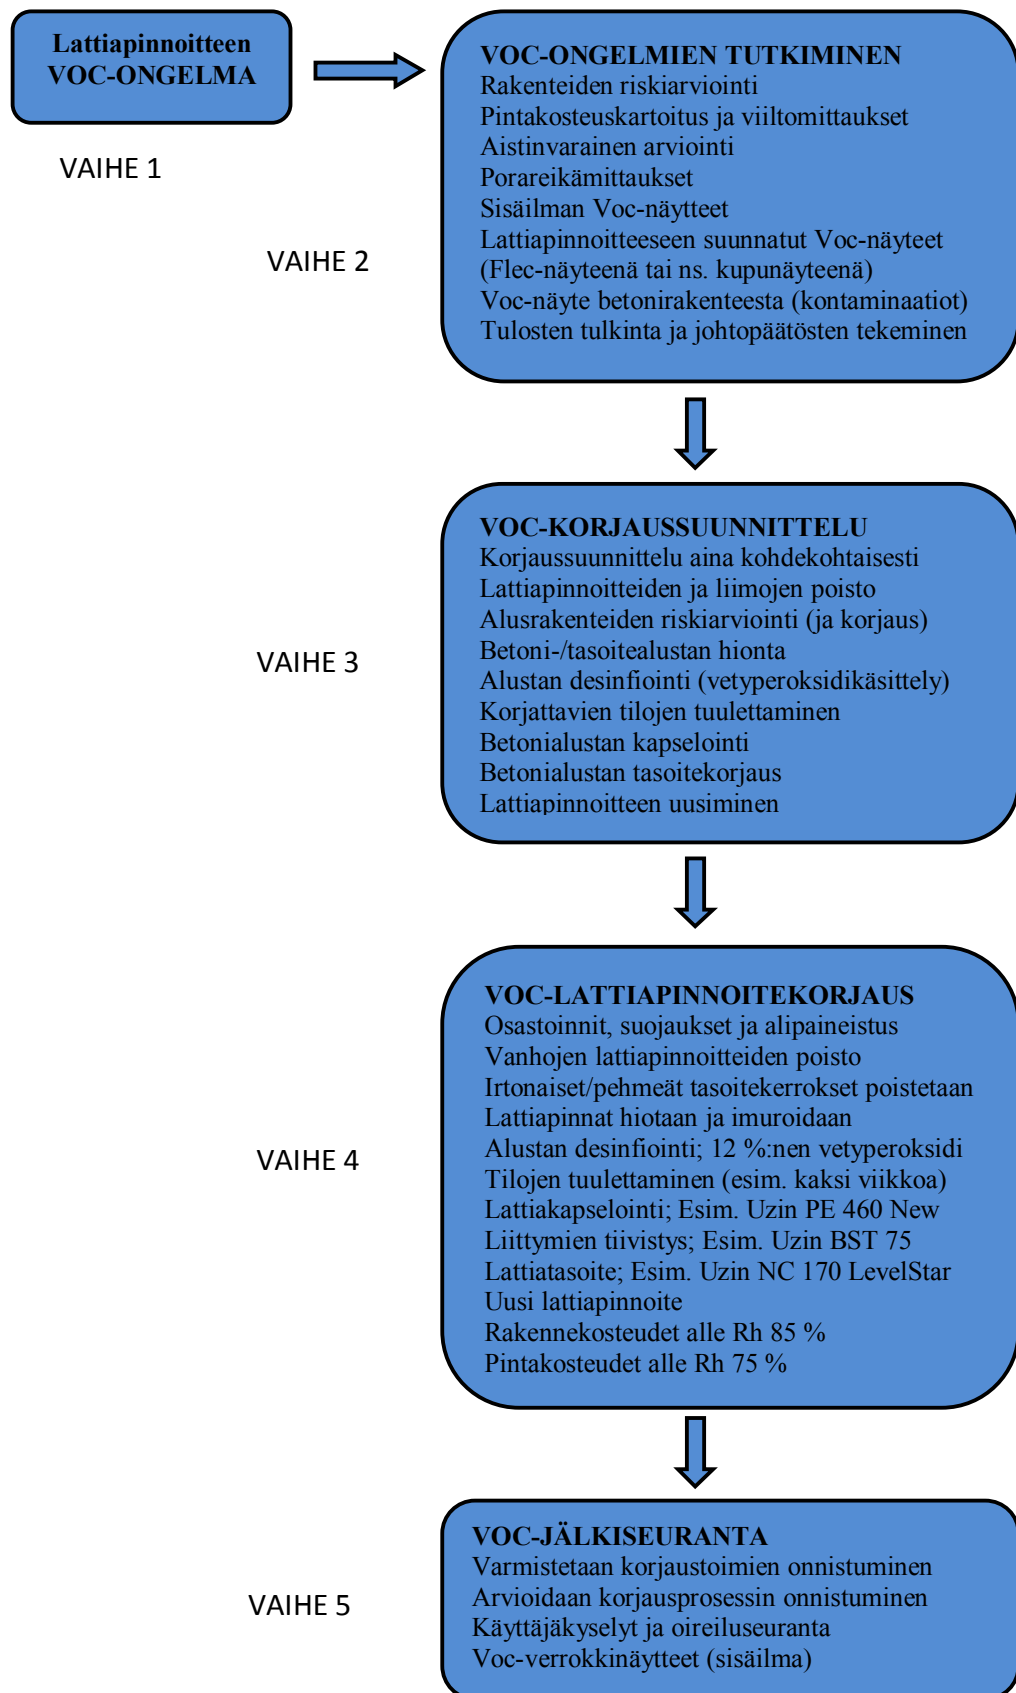 Lattiapinnoitteen
VOC-ONGELMA
VAIHE 1
VOC-ONGELMIEN TUTKIMINEN
Rakenteiden riskiarviointi
Pintakosteuskartoitus ja viiltomittaukset
Aistinvarainen arviointi
Porareikämittaukset
Sisäilman Voc-näytteet
Lattiapinnoitteeseen suunnatut Voc-näyteet
(Flec-näyteenä tai ns. kupunäyteenä)
Voc-näyte betonirakenteesta (kontaminaatiot)
Tulosten tulkinta ja johtopäätösten tekeminen
VAIHE 2
VOC-KORJAUSSUUNNITTELU
Korjaussuunnittelu aina kohdekohtaisesti
Lattiapinnoitteiden ja liimojen poisto
Alusrakenteiden riskiarviointi (ja korjaus)
Betoni-/tasoitealustan hionta
Alustan desinfiointi (vetyperoksidikäsittely)
Korjattavien tilojen tuulettaminen
Betonialustan kapselointi
Betonialustan tasoitekorjaus
Lattiapinnoitteen uusiminen
VAIHE 3
VOC-LATTIAPINNOITEKORJAUS
Osastoinnit, suojaukset ja alipaineistus
Vanhojen lattiapinnoitteiden poisto
Irtonaiset/pehmeät tasoitekerrokset poistetaan
Lattiapinnat hiotaan ja imuroidaan
Alustan desinfiointi; 12 %:nen vetyperoksidi
Tilojen tuulettaminen (esim. kaksi viikkoa)
Lattiakapselointi; Esim. Uzin PE 460 New
Liittymien tiivistys; Esim. Uzin BST 75
Lattiatasoite; Esim. Uzin NC 170 LevelStar
Uusi lattiapinnoite
Rakennekosteudet alle Rh 85 %
Pintakosteudet alle Rh 75 %
VAIHE 4
VOC-JÄLKISEURANTA
Varmistetaan korjaustoimien onnistuminen
Arvioidaan korjausprosessin onnistuminen
Käyttäjäkyselyt ja oireiluseuranta
Voc-verrokkinäytteet (sisäilma)
VAIHE 5